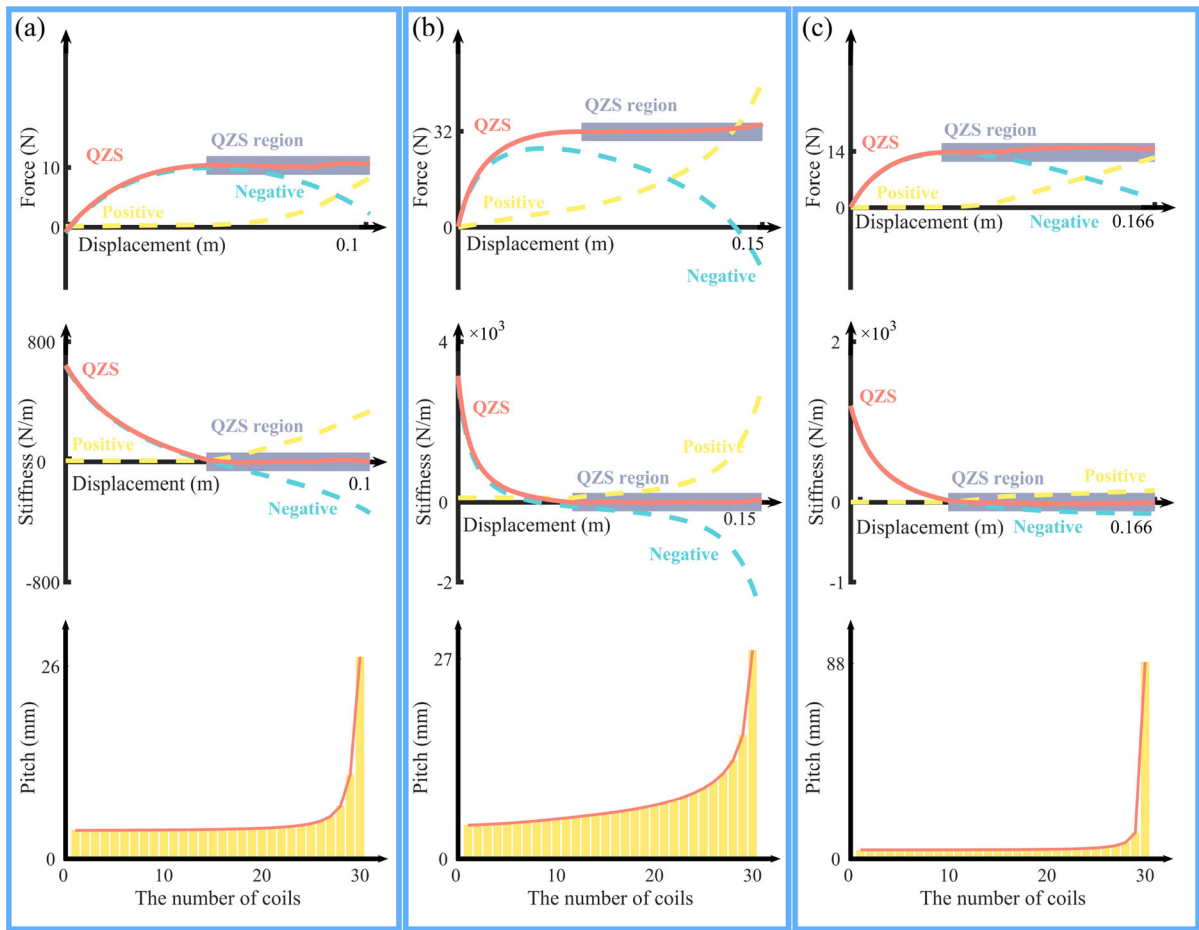 (a)
Force (N)
10
0
QZS
QZS region
Negative
Positive
Displacement (m)
0.1
Stiffness (N/m)
800
0
-800
QZS
QZS region
Positive
Displacement (m)
0.1
Negative
Pitch (mm)
26
0
0 10 20 30
The number of coils
(b)
Force (N)
32
0
QZS
QZS region
Positive
Displacement (m)
0.15
Negative
Stiffness (N/m)
4
×10³
0
-2
QZS
Positive
QZS region
Displacement (m)
0.15
Negative
Pitch (mm)
27
0
0 10 20 30
The number of coils
(c)
Force (N)
14
0
QZS
QZS region
Positive
Displacement (m)
Negative
0.166
Stiffness (N/m)
2
×10³
0
-1
QZS
QZS region
Positive
Displacement (m)
Negative
0.166
Pitch (mm)
88
0
0 10 20 30
The number of coils